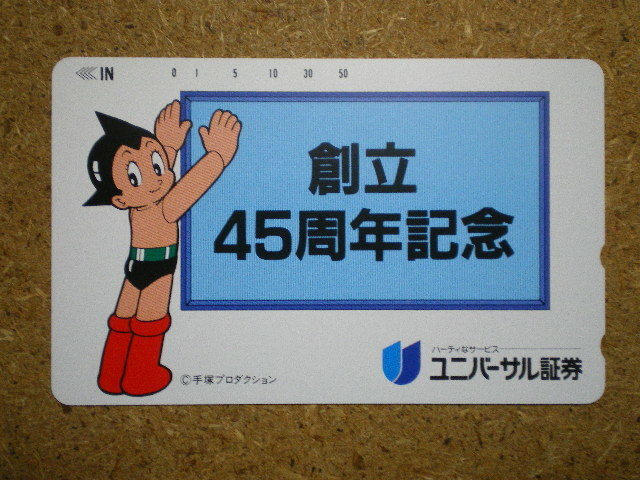 IN 0 1 5 10 30 50
創立
45周年記念
ハーティなサービス
ユニバーサル証券
©手塚プロダクション